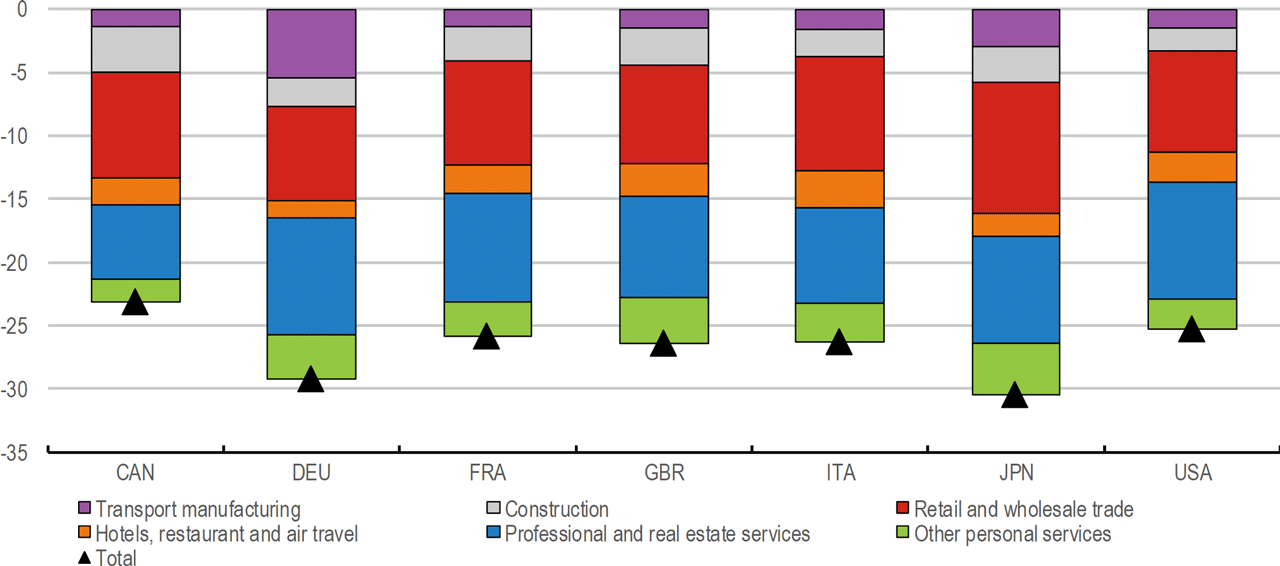 0
-5
-10
-15
-20
-25
-30
-35
CAN DEU FRA GBR ITA JPN USA
Transport manufacturing Construction Retail and wholesale trade
Hotels, restaurant and air travel Professional and real estate services Other personal services
Total